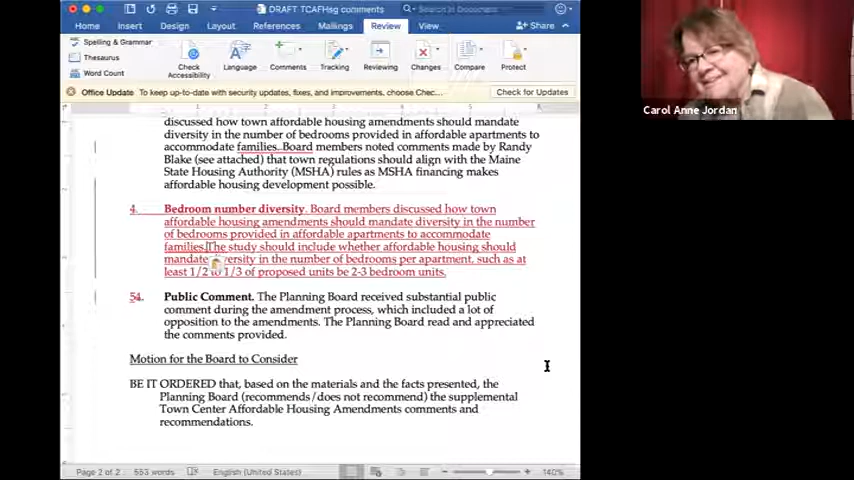 DRAFT TCAFHsg comments
Search in Document
Home Insert Design Layout References Mailings Review View Share
Spelling & Grammar
Thesaurus
Word Count
Check Accessibility
Language
Comments
Tracking
Reviewing
Changes
Compare
Protect
Office Update To keep up-to-date with security updates, fixes, and improvements, choose Chec... Check for Updates
1 2 3 4 5 6
discussed how town affordable housing amendments should mandate
diversity in the number of bedrooms provided in affordable apartments to
accommodate families. Board members noted comments made by Randy
Blake (see attached) that town regulations should align with the Maine
State Housing Authority (MSHA) rules as MSHA financing makes
affordable housing development possible.
4. Bedroom number diversity. Board members discussed how town
affordable housing amendments should mandate diversity in the number
of bedrooms provided in affordable apartments to accommodate
families. The study should include whether affordable housing should
mandate diversity in the number of bedrooms per apartment, such as at
least 1/2 to 1/3 of proposed units be 2-3 bedroom units.
54. Public Comment. The Planning Board received substantial public
comment during the amendment process, which included a lot of
opposition to the amendments. The Planning Board read and appreciated
the comments provided.
Motion for the Board to Consider
BE IT ORDERED that, based on the materials and the facts presented, the
Planning Board (recommends/does not recommend) the supplemental
Town Center Affordable Housing Amendments comments and
recommendations.
Page 2 of 2 553 words English (United States) 140%
Carol Anne Jordan